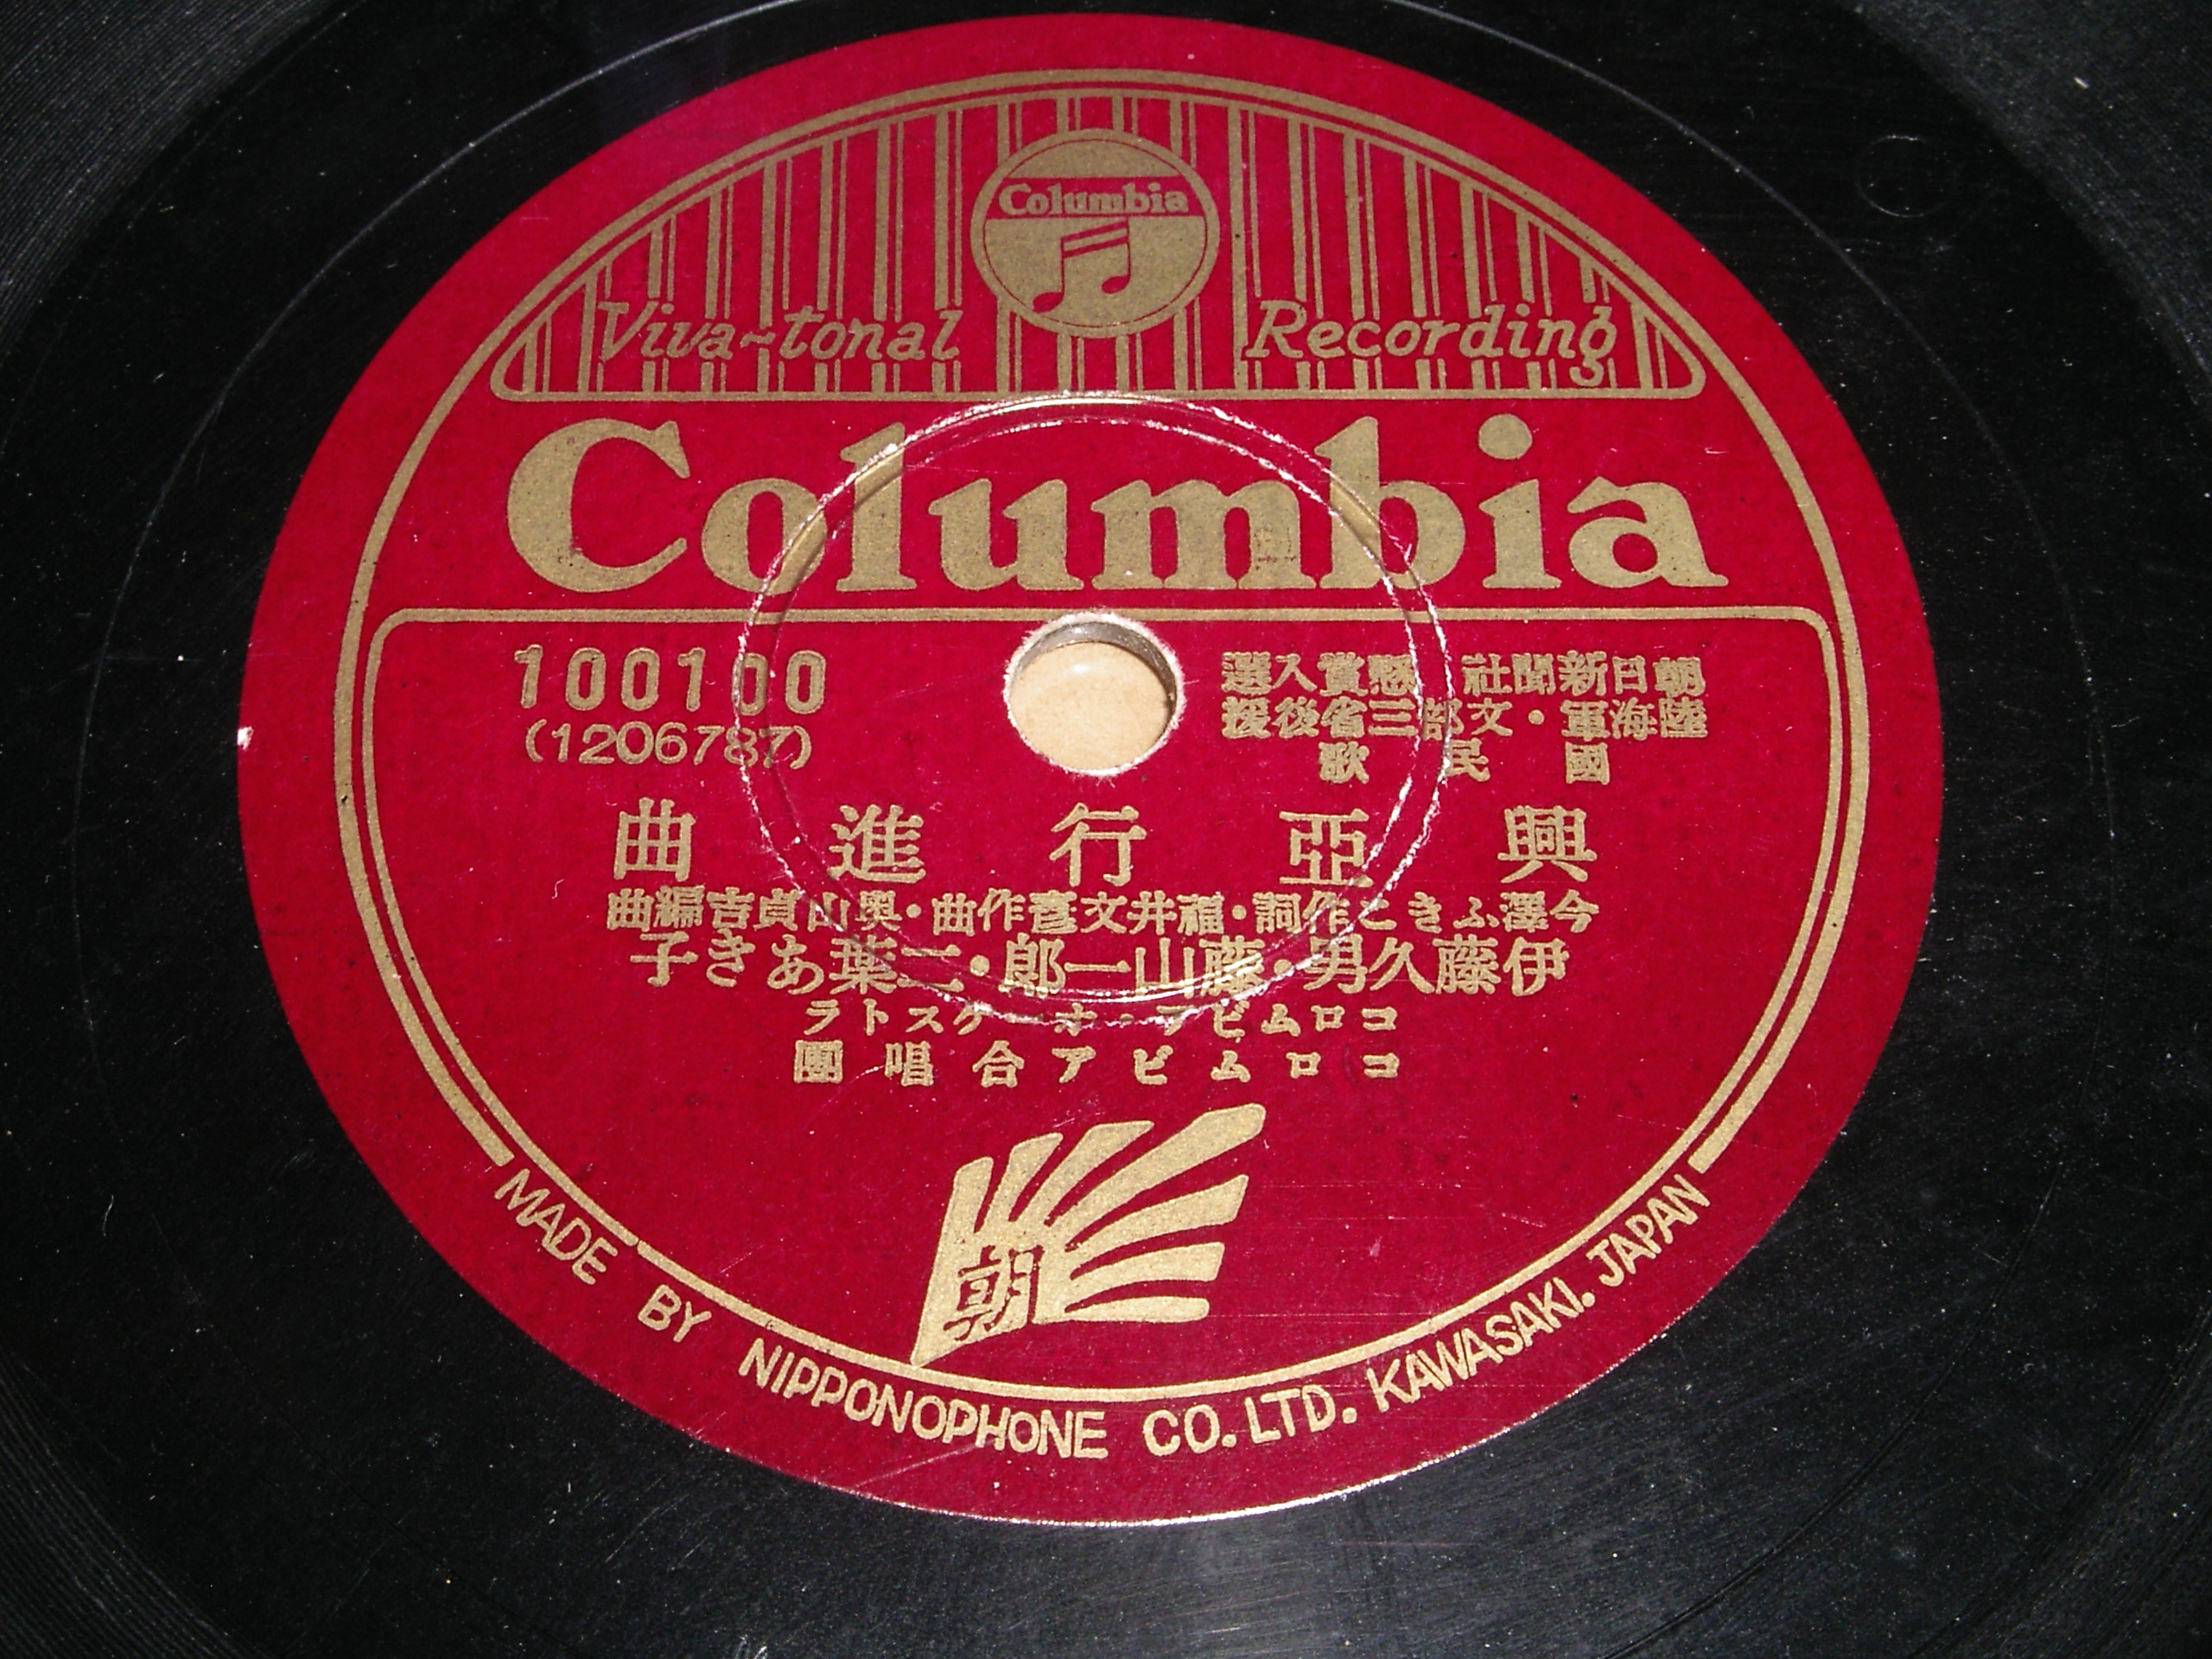 Columbia
Viva-tonal Recording
Columbia
100100
(1206787)
朝日新聞社 懸賞入選
陸海軍・文部三省後援
國民歌
興亞行進曲
今澤ふきこ作詞・福井文彥作曲・奥山貞吉編曲
伊藤久男・藤山一郎・二葉あき子
コロムビア・オーケストラ
コロムビア合唱團
朝
MADE BY NIPPONOPHONE CO. LTD. KAWASAKI. JAPAN